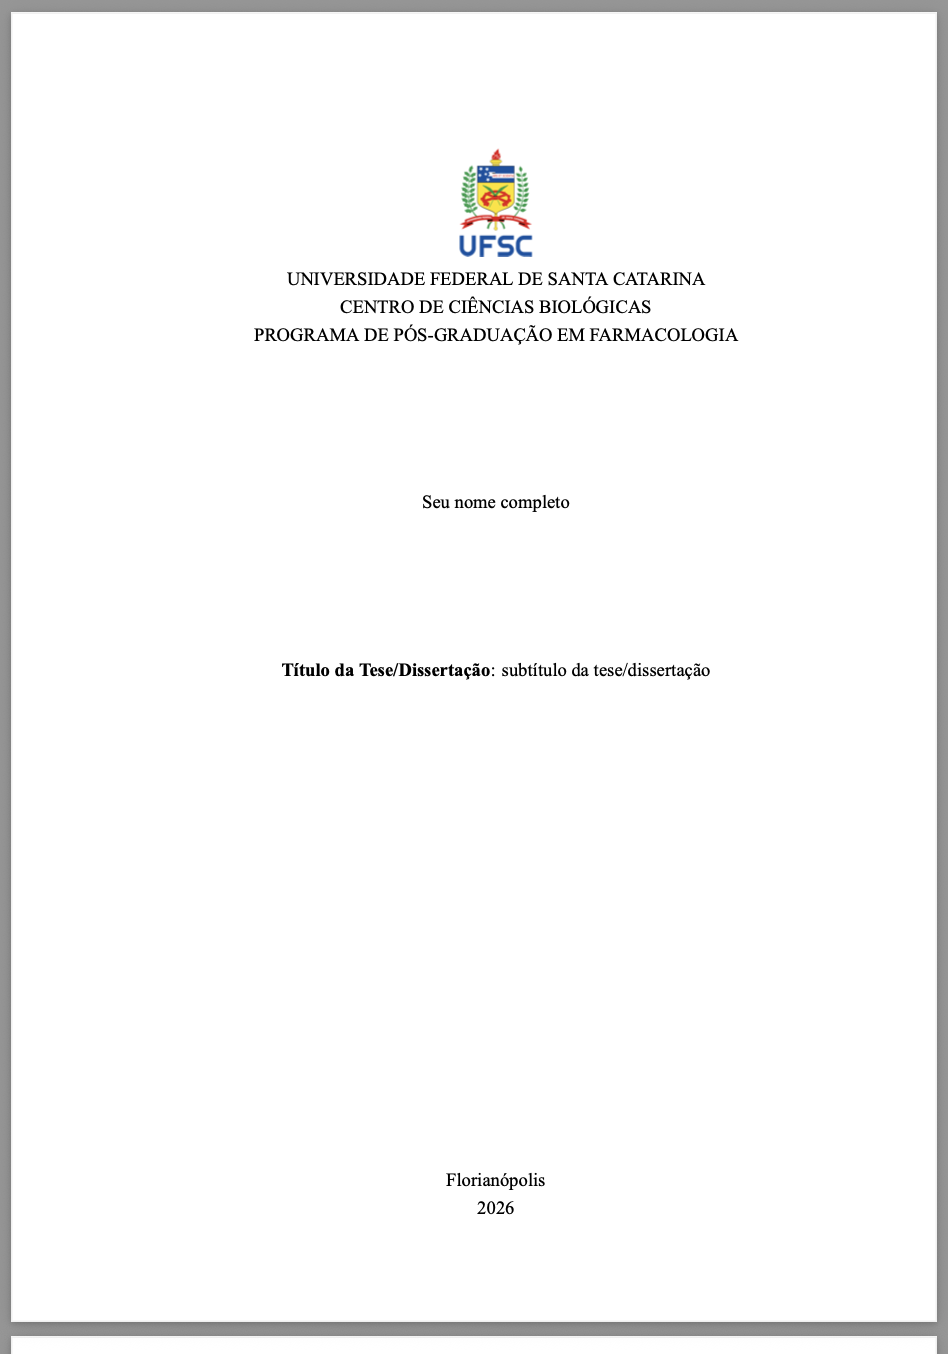 UFSC
UNIVERSIDADE FEDERAL DE SANTA CATARINA
CENTRO DE CIÊNCIAS BIOLÓGICAS
PROGRAMA DE PÓS-GRADUAÇÃO EM FARMACOLOGIA
Seu nome completo
Título da Tese/Dissertação: subtítulo da tese/dissertação
Florianópolis
2026